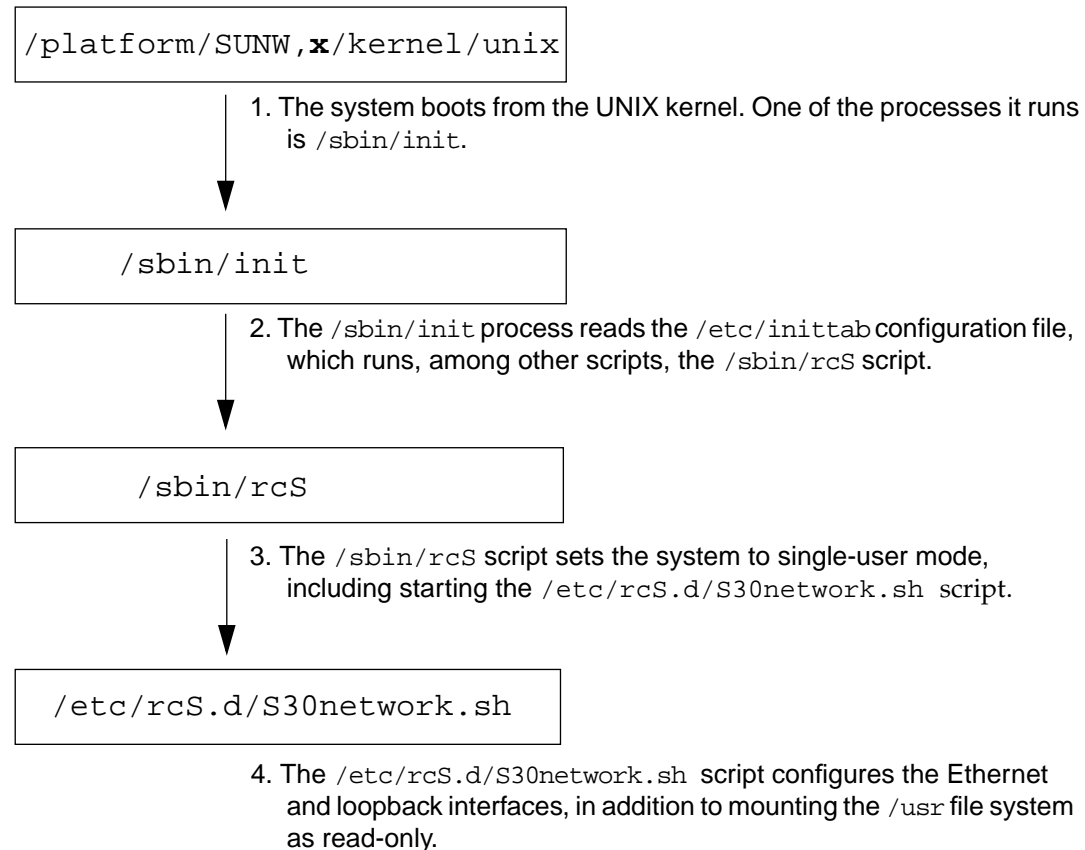 /platform/SUNW,x/kernel/unix
1. The system boots from the UNIX kernel. One of the processes it runs
is /sbin/init.
/sbin/init
2. The /sbin/init process reads the /etc/inittab configuration file,
which runs, among other scripts, the /sbin/rcS script.
/sbin/rcS
3. The /sbin/rcS script sets the system to single-user mode,
including starting the /etc/rcS.d/S30network.sh script.
/etc/rcS.d/S30network.sh
4. The /etc/rcS.d/S30network.sh script configures the Ethernet
and loopback interfaces, in addition to mounting the /usr file system
as read-only.